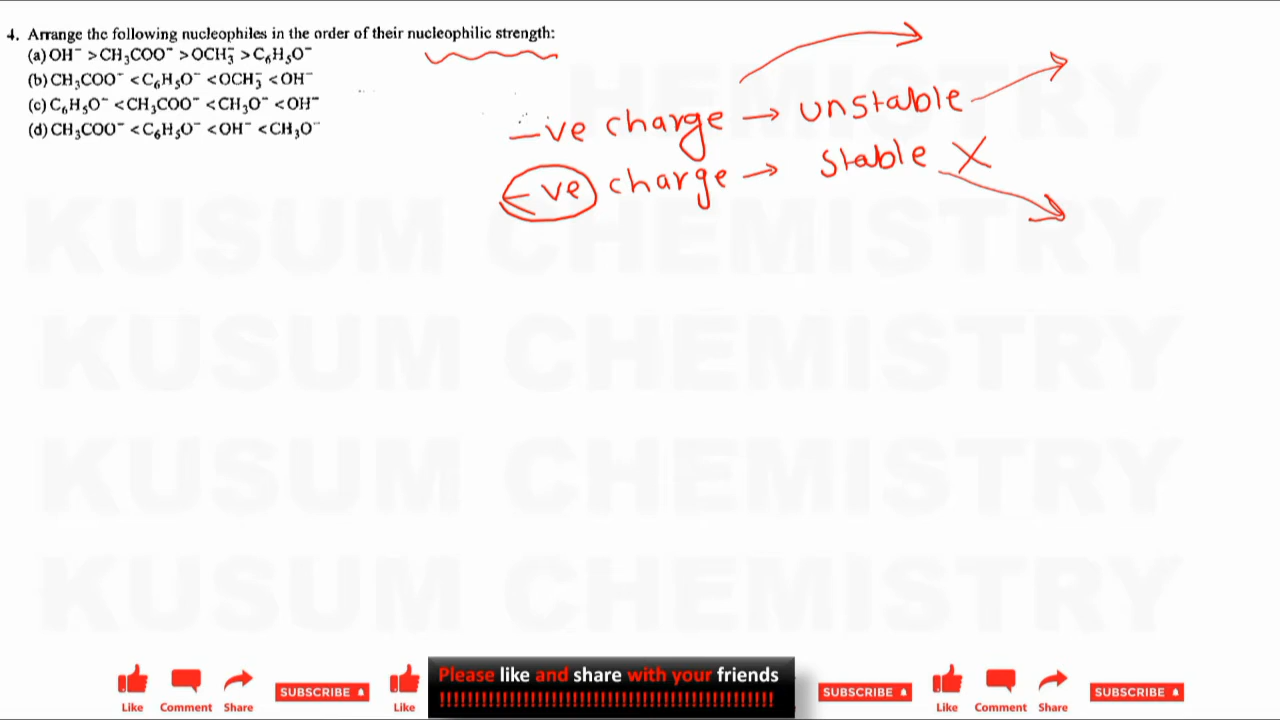 4. Arrange the following nucleophiles in the order of their nucleophilic strength:
(a) OH⁻ >CH₃COO⁻ >OCH₃⁻ >C₆H₅O⁻
(b) CH₃COO⁻ <C₆H₅O⁻ <OCH₃⁻ <OH⁻
(c) C₆H₅O⁻ <CH₃COO⁻ <CH₃O⁻ <OH⁻
(d) CH₃COO⁻ <C₆H₅O⁻ <OH⁻ <CH₃O⁻
-ve charge → unstable
-ve charge → stable X
HEMISTRY
KUSUM CHEMISTRY
KUSUM CHEMISTRY
KUSUM CHEMISTRY
KUSUM CHEMISTRY
Like Comment Share SUBSCRIBE Like Please like and share with your friends SUBSCRIBE Like Comment Share SUBSCRIBE
!!!!!!!!!!!!!!!!!!!!!!!!!!!!!!!!!!!!!!!!!!!!!!!!